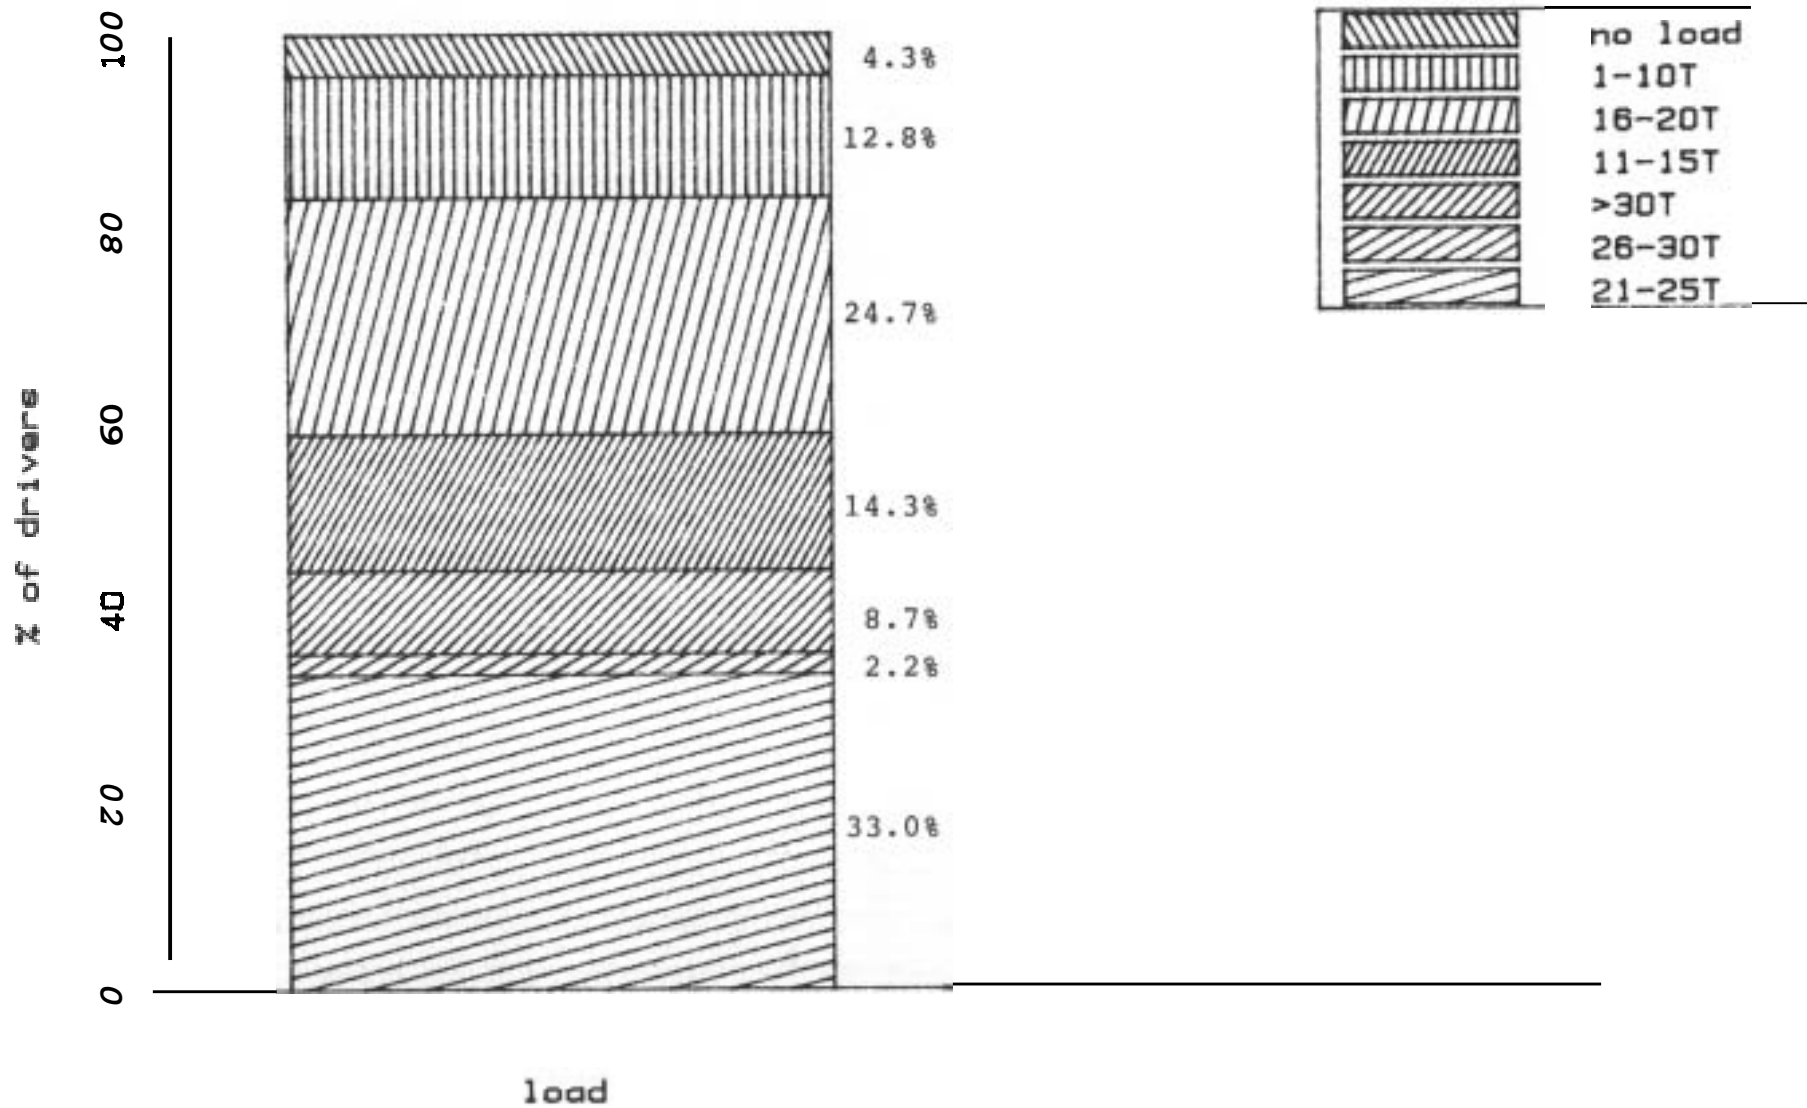 100
80
60
40
20
0
% of drivers
4.3%
12.8%
24.7%
14.3%
8.7%
2.2%
33.0%
load
no load
1-10T
16-20T
11-15T
>30T
26-30T
21-25T